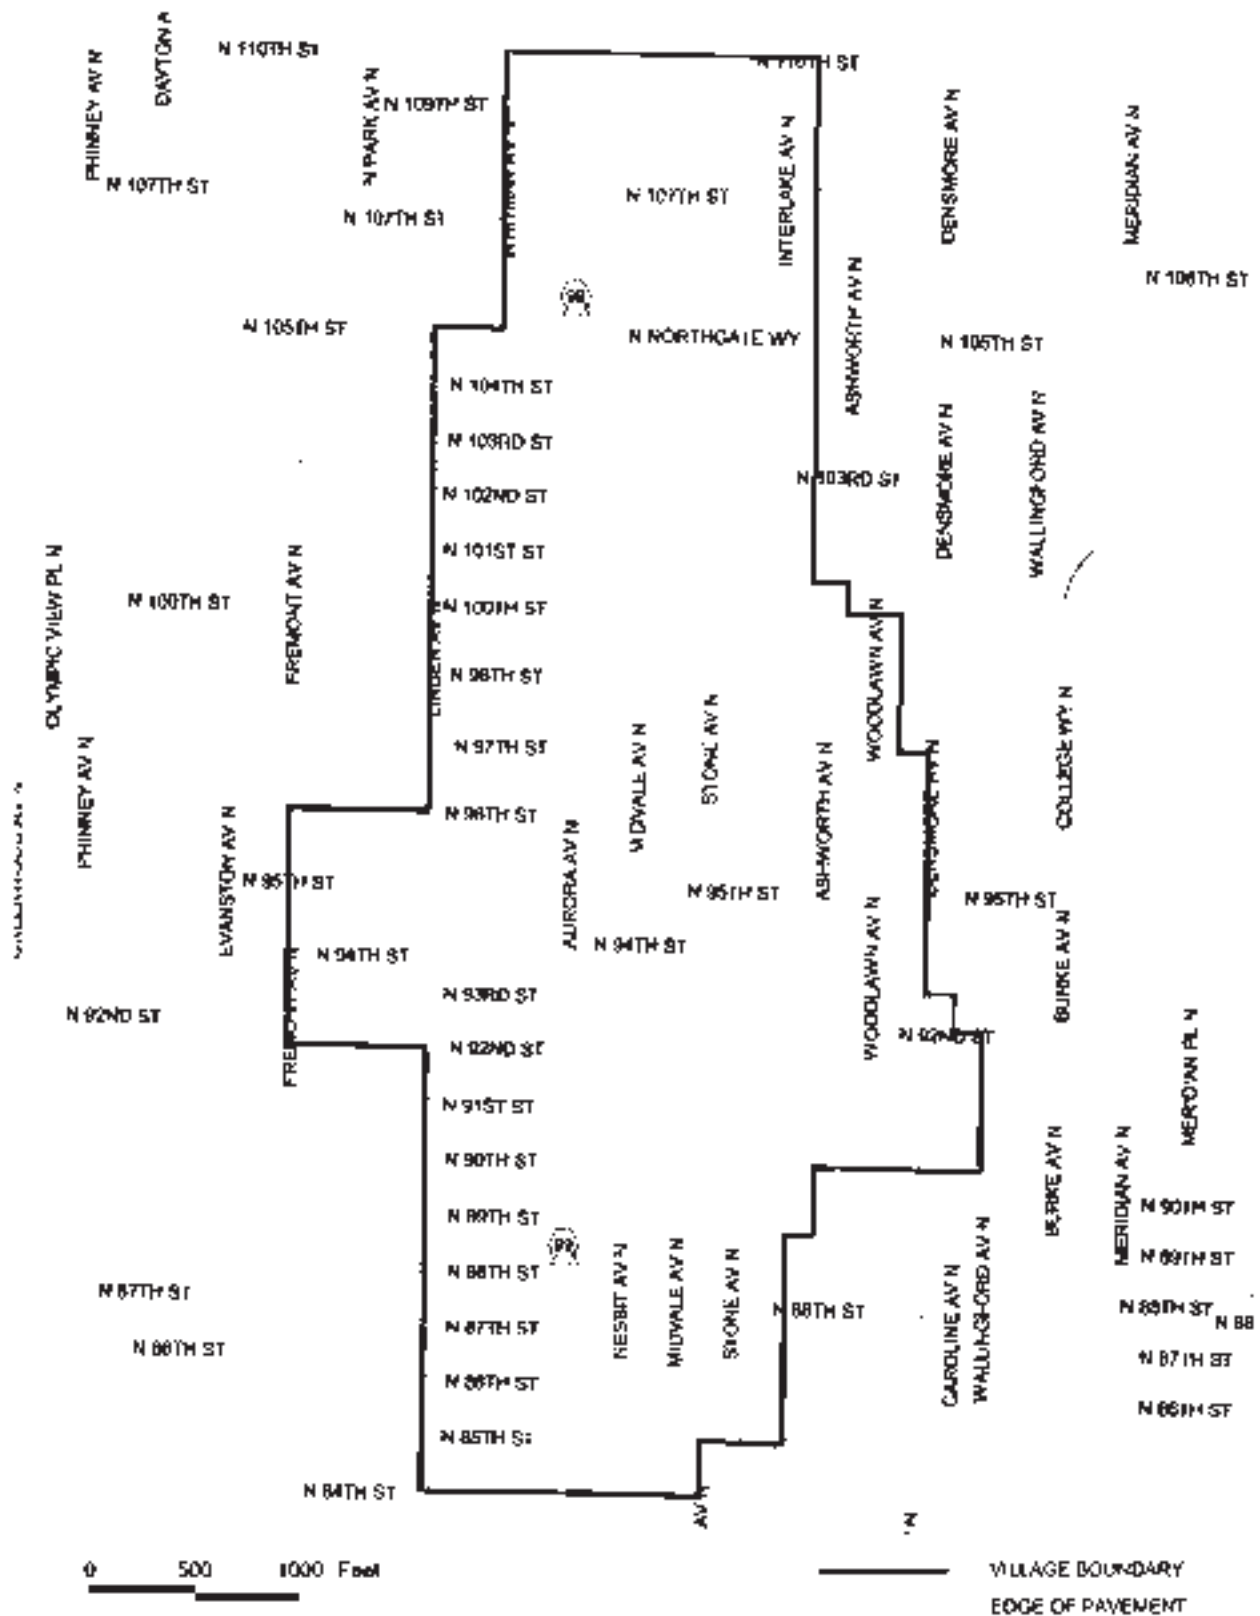 N 110TH ST
DAYTON A
PHINNEY AV N
N PARK AV N
N 109TH ST
N 110TH ST
INTERLAKE AV N
DENSMORE AV N
MERIDIAN AV N
N 107TH ST
N 107TH ST
N 107TH ST
N 106TH ST
99
N 105TH ST
N NORTHGATE WY
ASHWORTH AV N
N 105TH ST
N 104TH ST
N 103RD ST
N 103RD ST
DENSMORE AV N
WALLINGFORD AV N
N 102ND ST
N 101ST ST
OLYMPIC VIEW PL N
N 100TH ST
FREMONT AV N
N 100TH ST
LINDEN AV N
N 98TH ST
WOODLAWN AV N
N 97TH ST
MIDVALE AV N
STONE AV N
ASHWORTH AV N
DENSMORE AV N
COLLEGE WY N
PHINNEY AV N
N 96TH ST
EVANSTON AV N
N 95TH ST
AURORA AV N
N 95TH ST
N 95TH ST
N 94TH ST
N 94TH ST
WOODLAWN AV N
BURKE AV N
FREMONT AV N
N 93RD ST
N 92ND ST
N 92ND ST
N 92ND ST
MERIDIAN PL N
N 91ST ST
N 90TH ST
BURKE AV N
MERIDIAN AV N
N 90TH ST
N 89TH ST
99
N 89TH ST
N 88TH ST
N 87TH ST
NESBIT AV N
MIDVALE AV N
STONE AV N
N 88TH ST
CAROLINE AV N
WALLINGFORD AV N
N 88TH ST
N 88
N 87TH ST
N 86TH ST
N 87TH ST
N 86TH ST
N 86TH ST
N 85TH St
N 84TH ST
AV N
N
0 500 1000 Feet
VILLAGE BOUNDARY
EDGE OF PAVEMENT